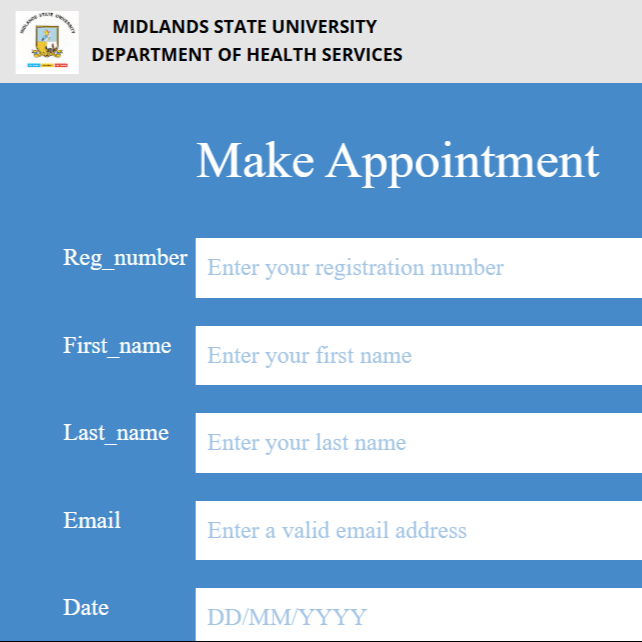 MIDLANDS STATE UNIVERSITY
DEPARTMENT OF HEALTH SERVICES
Make Appointment
Reg_number
Enter your registration number
First_name
Enter your first name
Last_name
Enter your last name
Email
Enter a valid email address
Date
DD/MM/YYYY